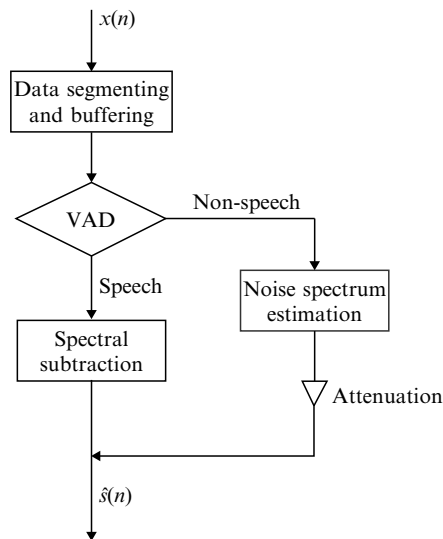 x(n)
Data segmenting
and buffering
VAD
Non-speech
Speech
Noise spectrum
estimation
Spectral
subtraction
Attenuation
ŝ(n)